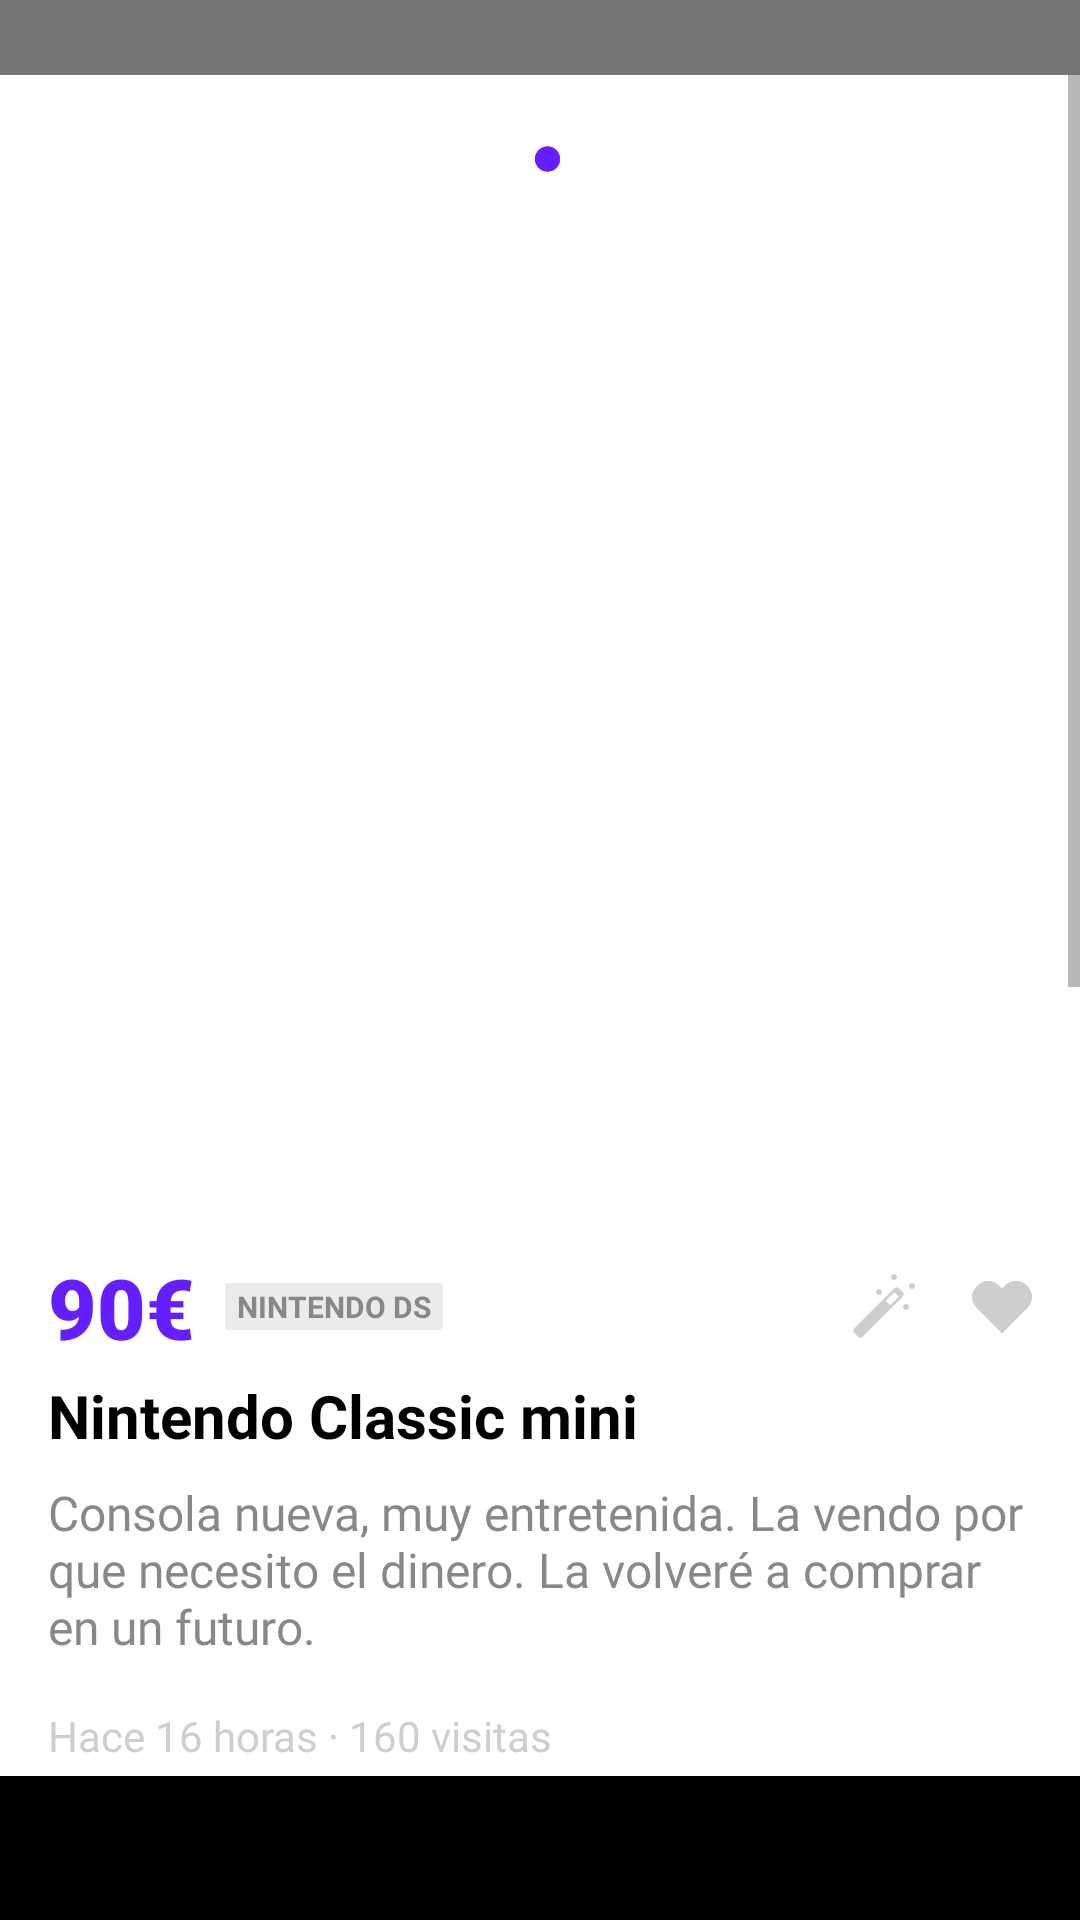 90€ NINTENDO DS
Nintendo Classic mini
Consola nueva, muy entretenida. La vendo por
que necesito el dinero. La volveré a comprar
en un futuro.
Hace 16 horas · 160 visitas